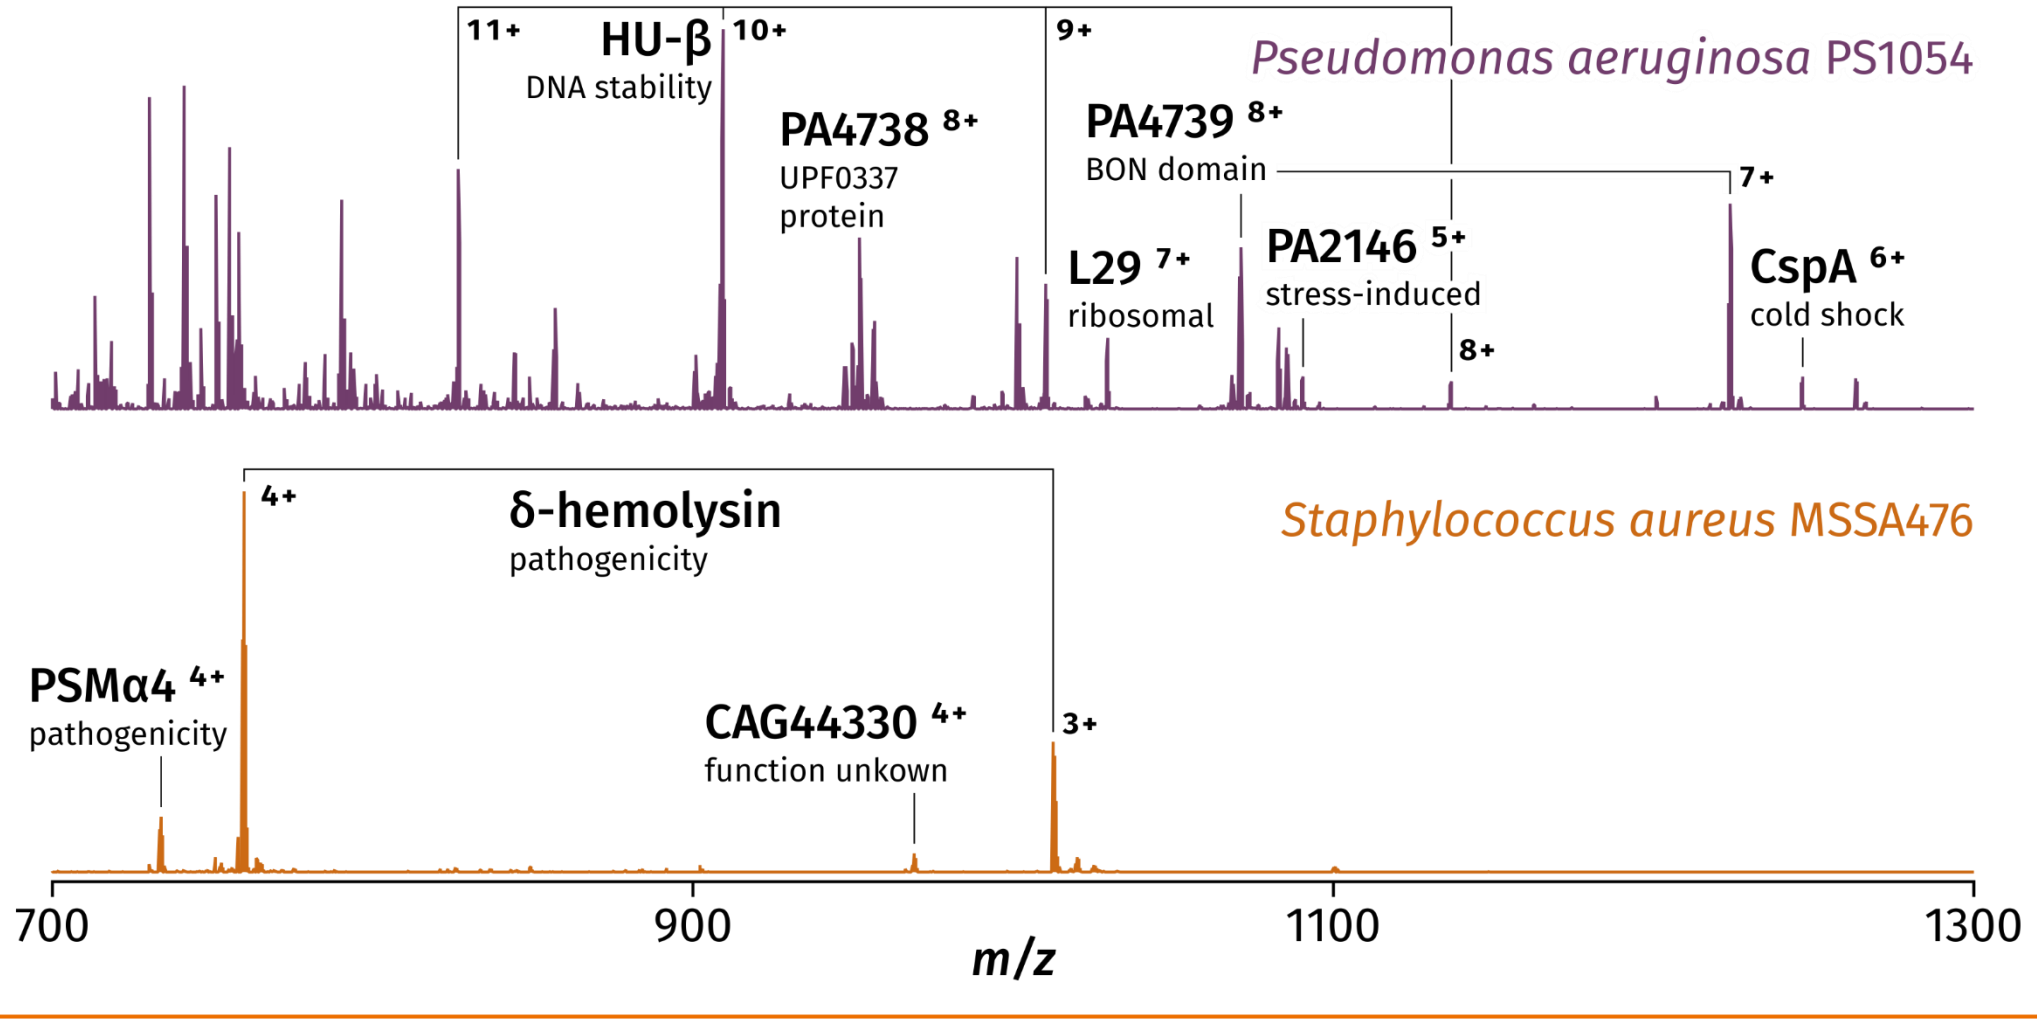 11+
HU-β 10+
DNA stability
9+
Pseudomonas aeruginosa PS1054
PA4738 8+
UPF0337
protein
PA4739 8+
BON domain
7+
L29 7+
ribosomal
PA2146 5+
stress-induced
8+
CspA 6+
cold shock
4+
δ-hemolysin
pathogenicity
Staphylococcus aureus MSSA476
PSMα4 4+
pathogenicity
CAG44330 4+
function unkown
3+
700 900 1100 1300
m/z